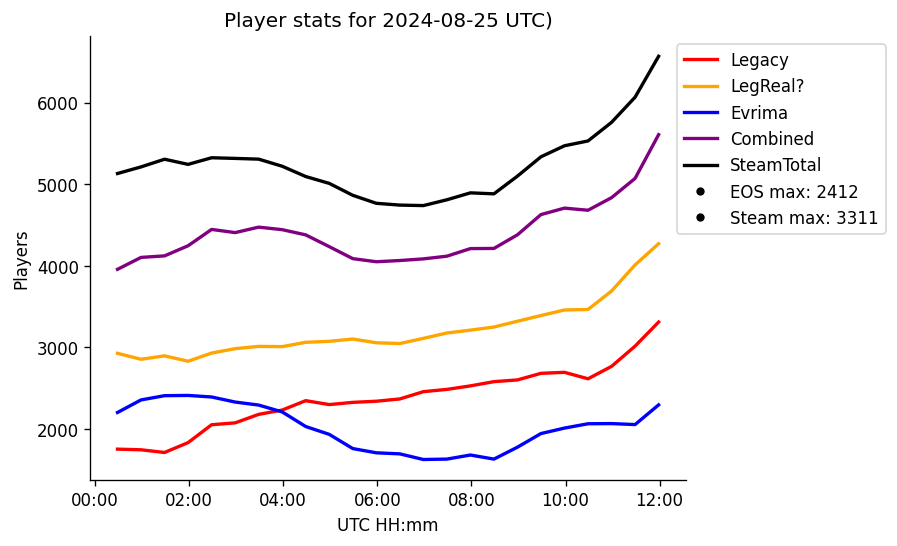 Player stats for 2024-08-25 UTC)
Legacy
LegReal?
Evrima
Combined
SteamTotal
EOS max: 2412
Steam max: 3311
Players
6000
5000
4000
3000
2000
00:00 02:00 04:00 06:00 08:00 10:00 12:00
UTC HH:mm